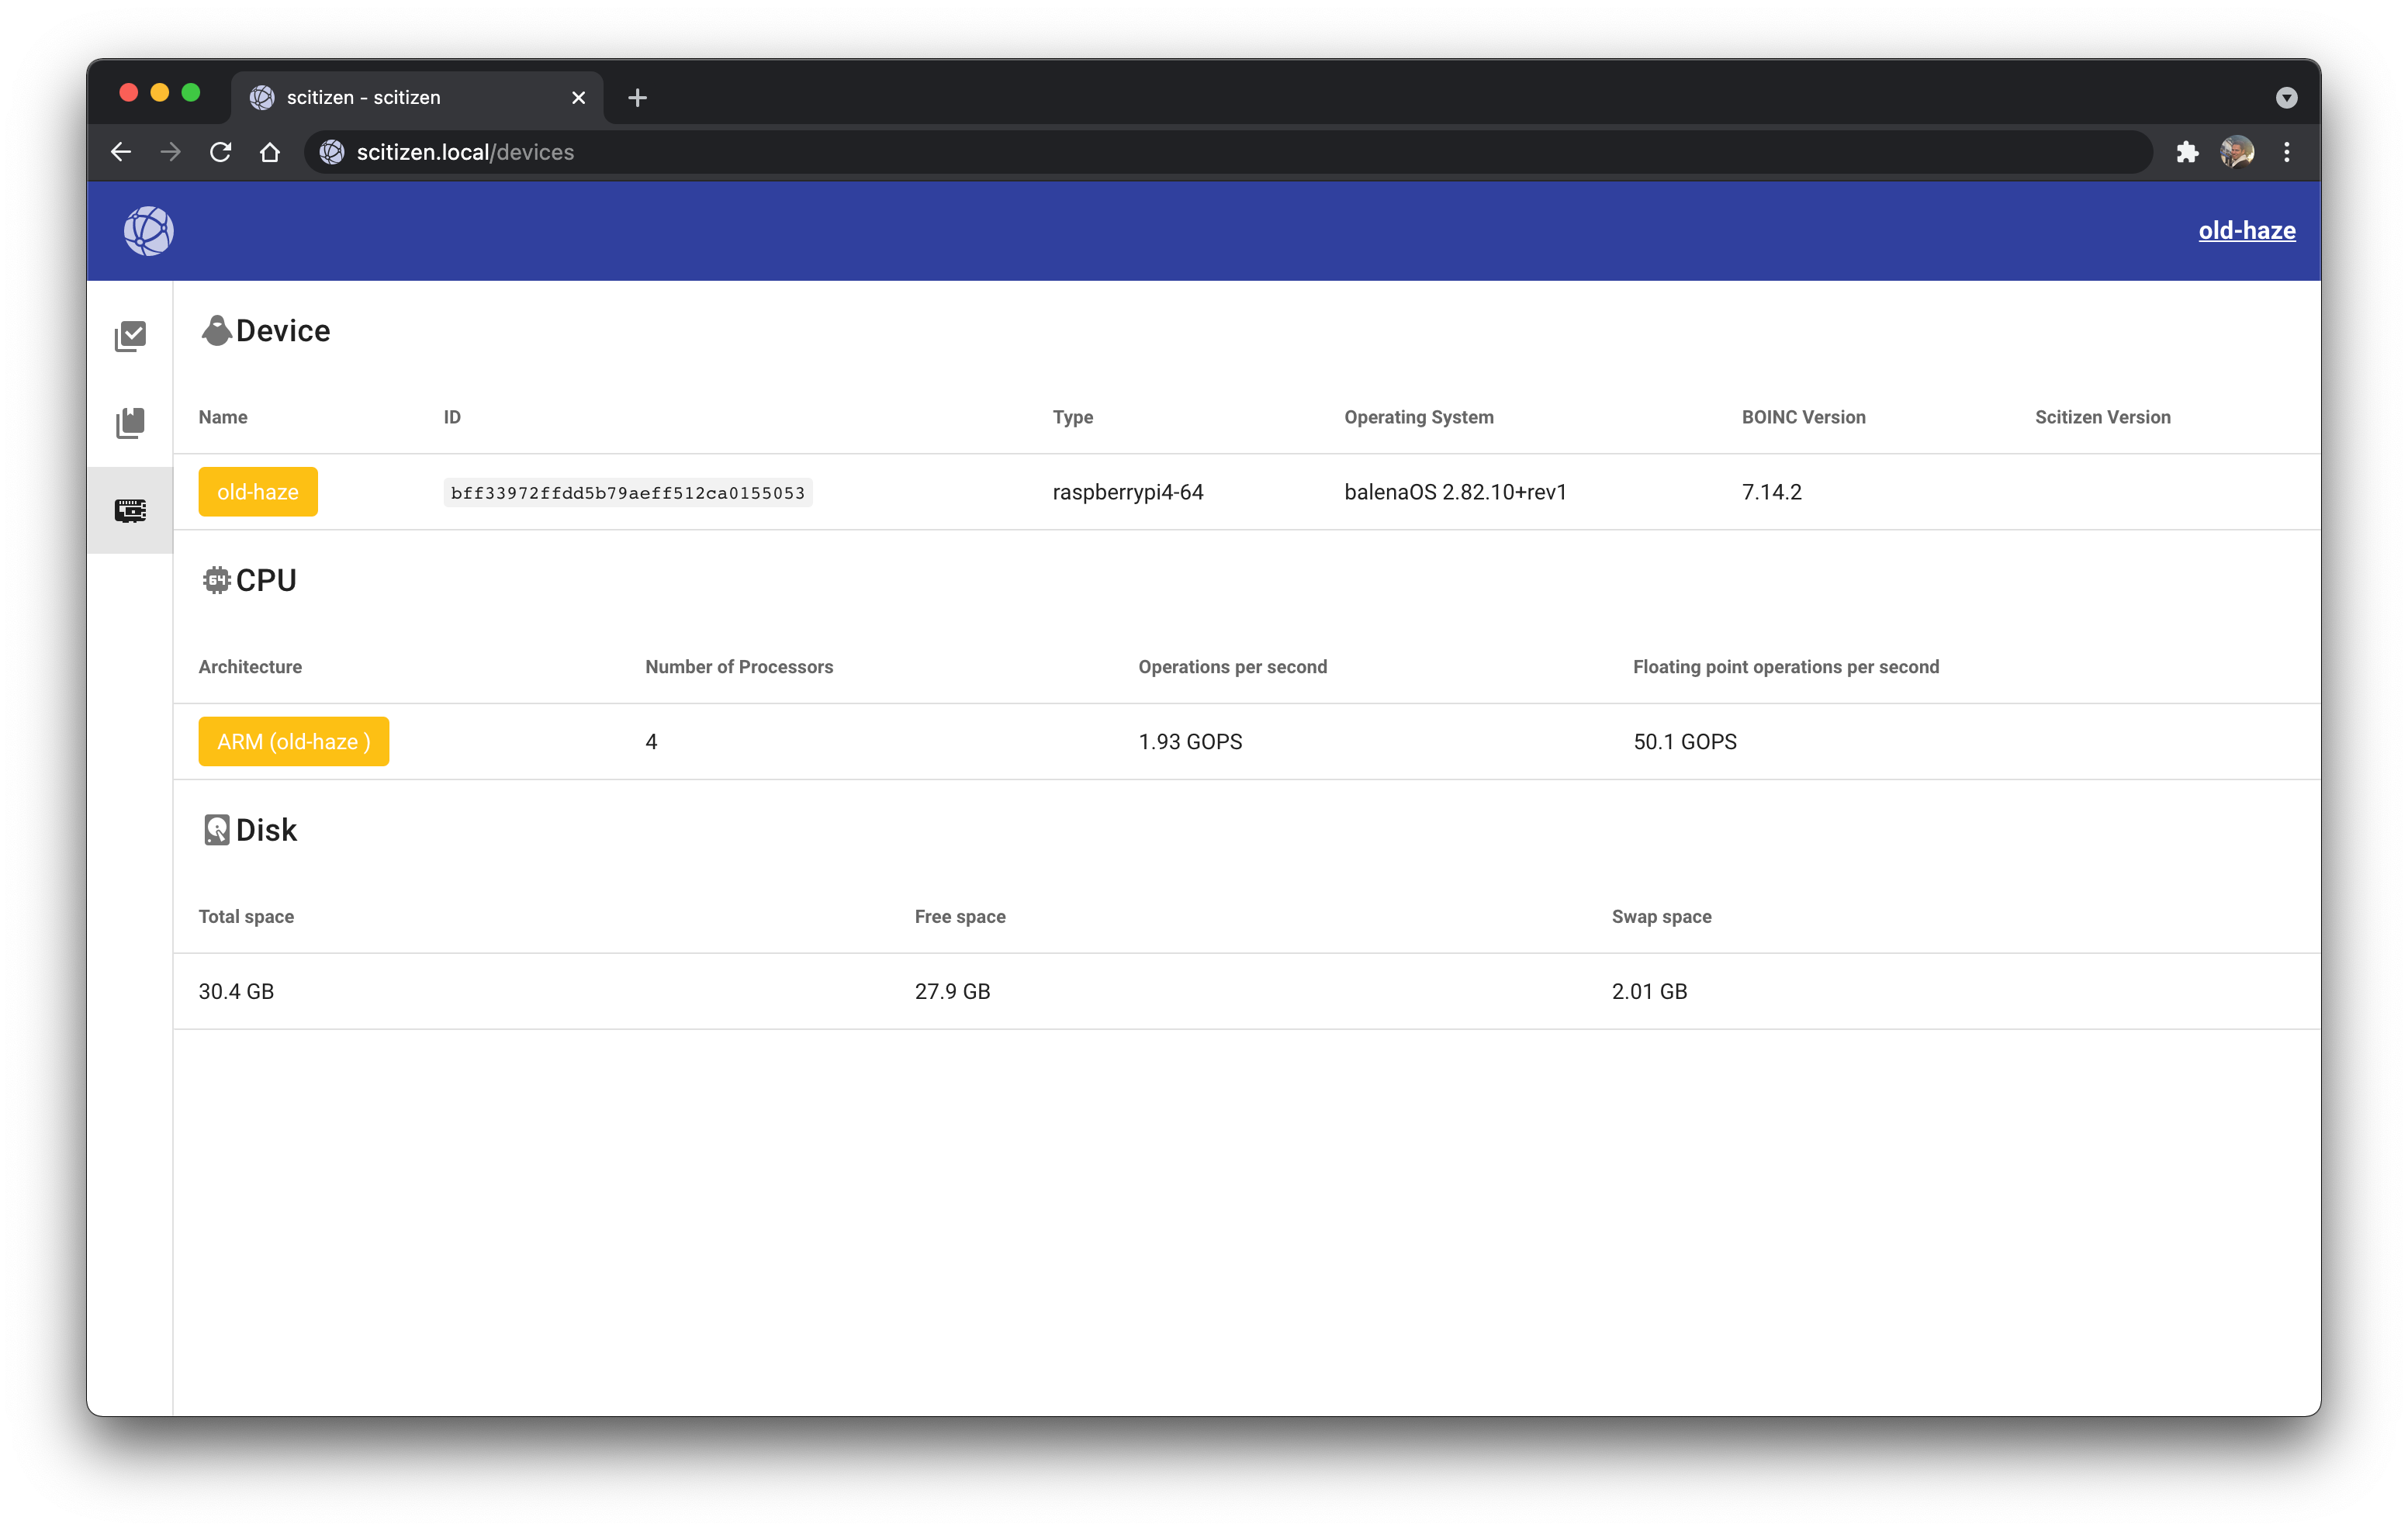 scitizen - scitizen
scitizen.local/devices
old-haze
Device
Name ID Type Operating System BOINC Version Scitizen Version
old-haze bff33972ffdd5b79aeff512ca0155053 raspberrypi4-64 balenaOS 2.82.10+rev1 7.14.2
64 CPU
Architecture Number of Processors Operations per second Floating point operations per second
ARM (old-haze ) 4 1.93 GOPS 50.1 GOPS
Disk
Total space Free space Swap space
30.4 GB 27.9 GB 2.01 GB